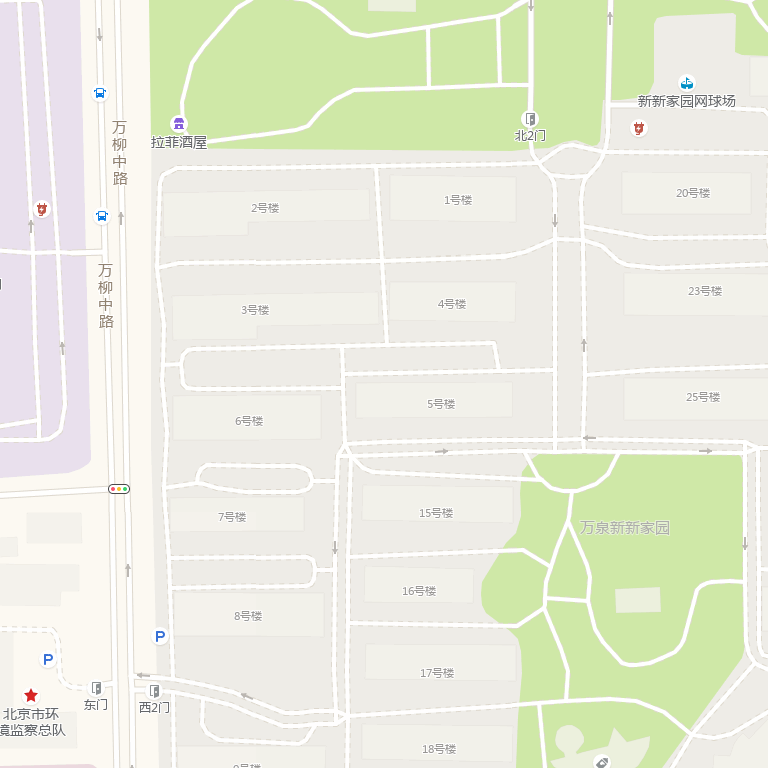 新新家园网球场
万柳中路
北2门
拉菲酒屋
20号楼
1号楼
2号楼
万柳中路
23号楼
4号楼
3号楼
25号楼
5号楼
6号楼
15号楼
7号楼
万泉新新家园
16号楼
8号楼
P
17号楼
P
东门
西2门
北京市环
境监察总队
18号楼